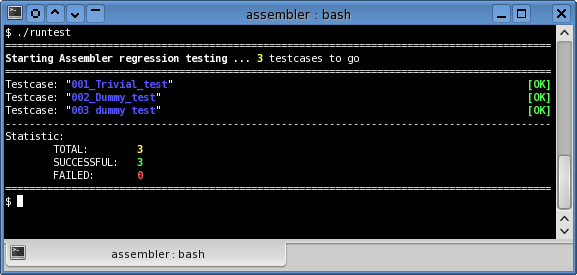 assembler : bash
$ ./runtest
================================================================================
Starting Assembler regression testing ... 3 testcases to go
================================================================================
Testcase: "001_Trivial_test" [OK]
Testcase: "002_Dummy_test" [OK]
Testcase: "003 dummy test" [OK]
--------------------------------------------------------------------------------
Statistic:
TOTAL: 3
SUCCESSFUL: 3
FAILED: 0
================================================================================
$
assembler : bash